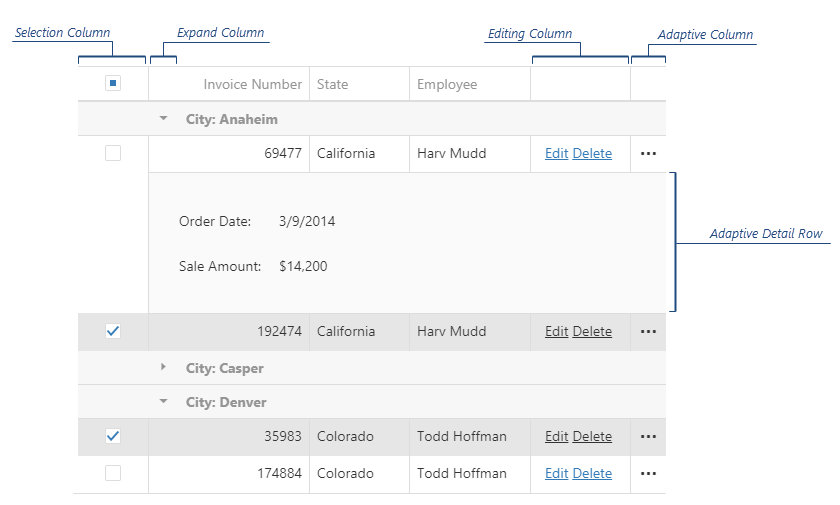 Selection Column Expand Column Editing Column Adaptive Column
Invoice Number State Employee
City: Anaheim
69477 California Harv Mudd Edit Delete ...
Order Date: 3/9/2014
Adaptive Detail Row
Sale Amount: $14,200
192474 California Harv Mudd Edit Delete ...
City: Casper
City: Denver
35983 Colorado Todd Hoffman Edit Delete ...
174884 Colorado Todd Hoffman Edit Delete ...